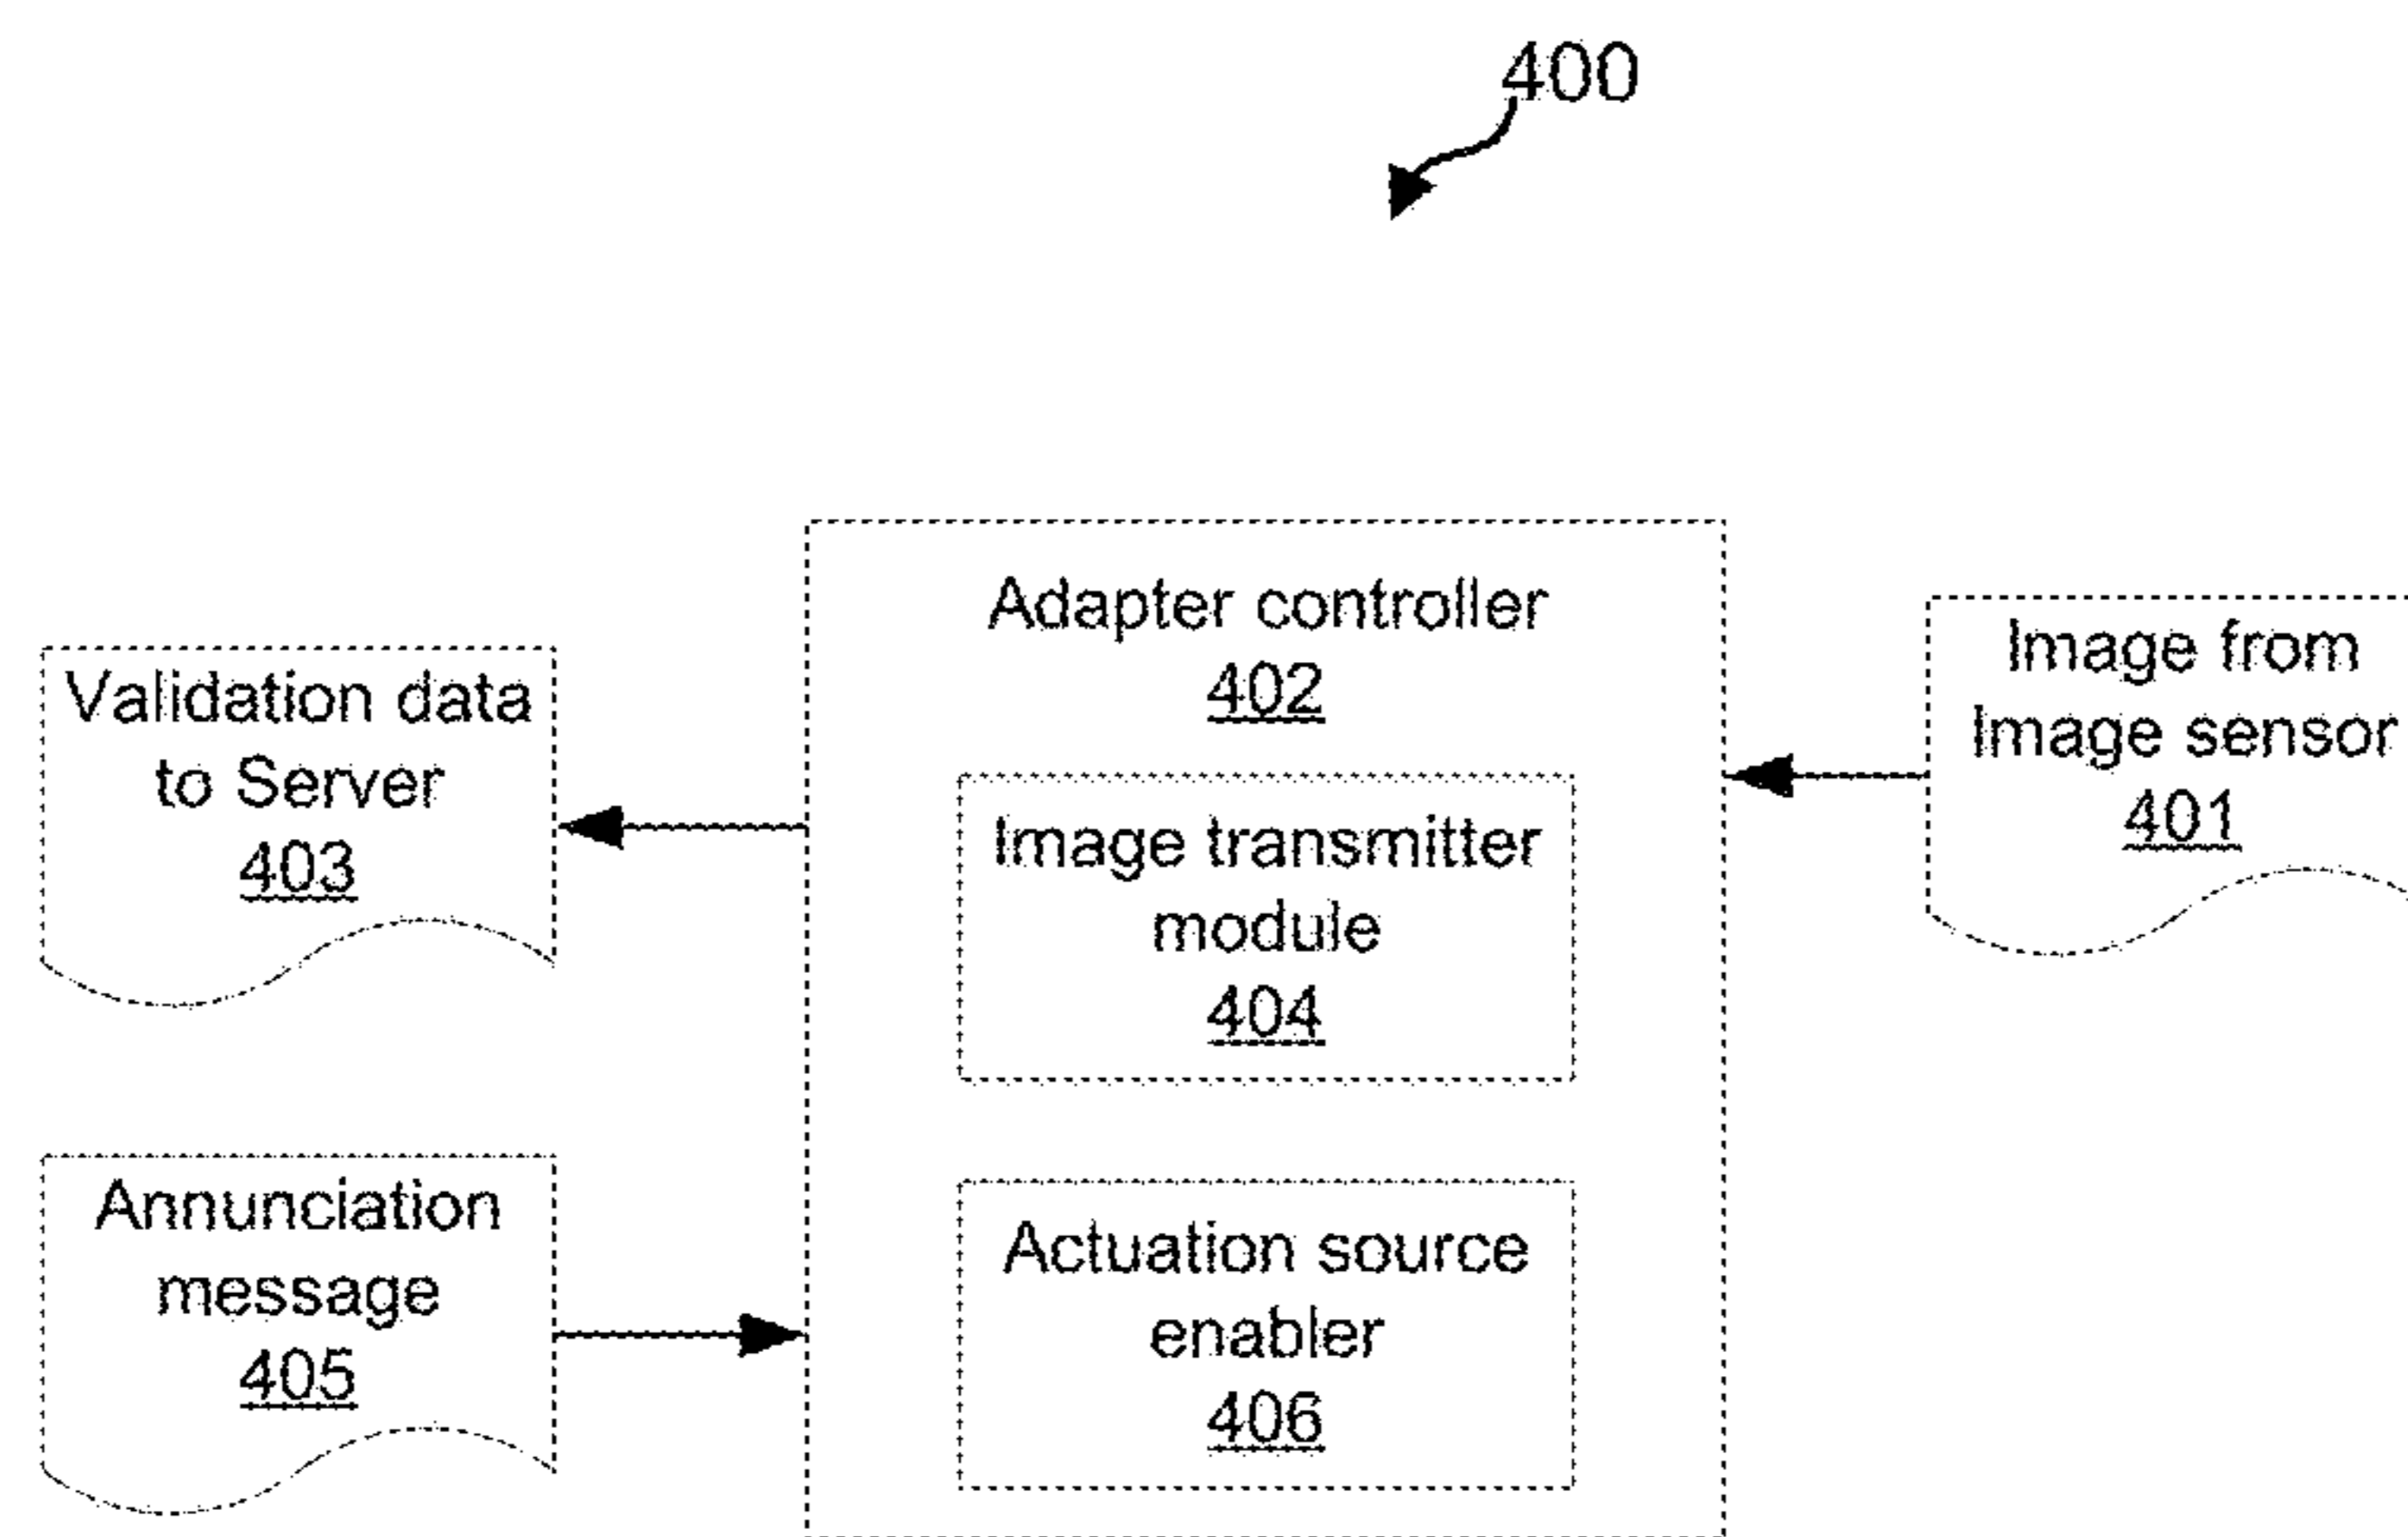 400
Adapter controller
402
Validation data
to Server
403
Image from
Image sensor
401
Image transmitter
module
404
Annunciation
message
405
Actuation source
enabler
406